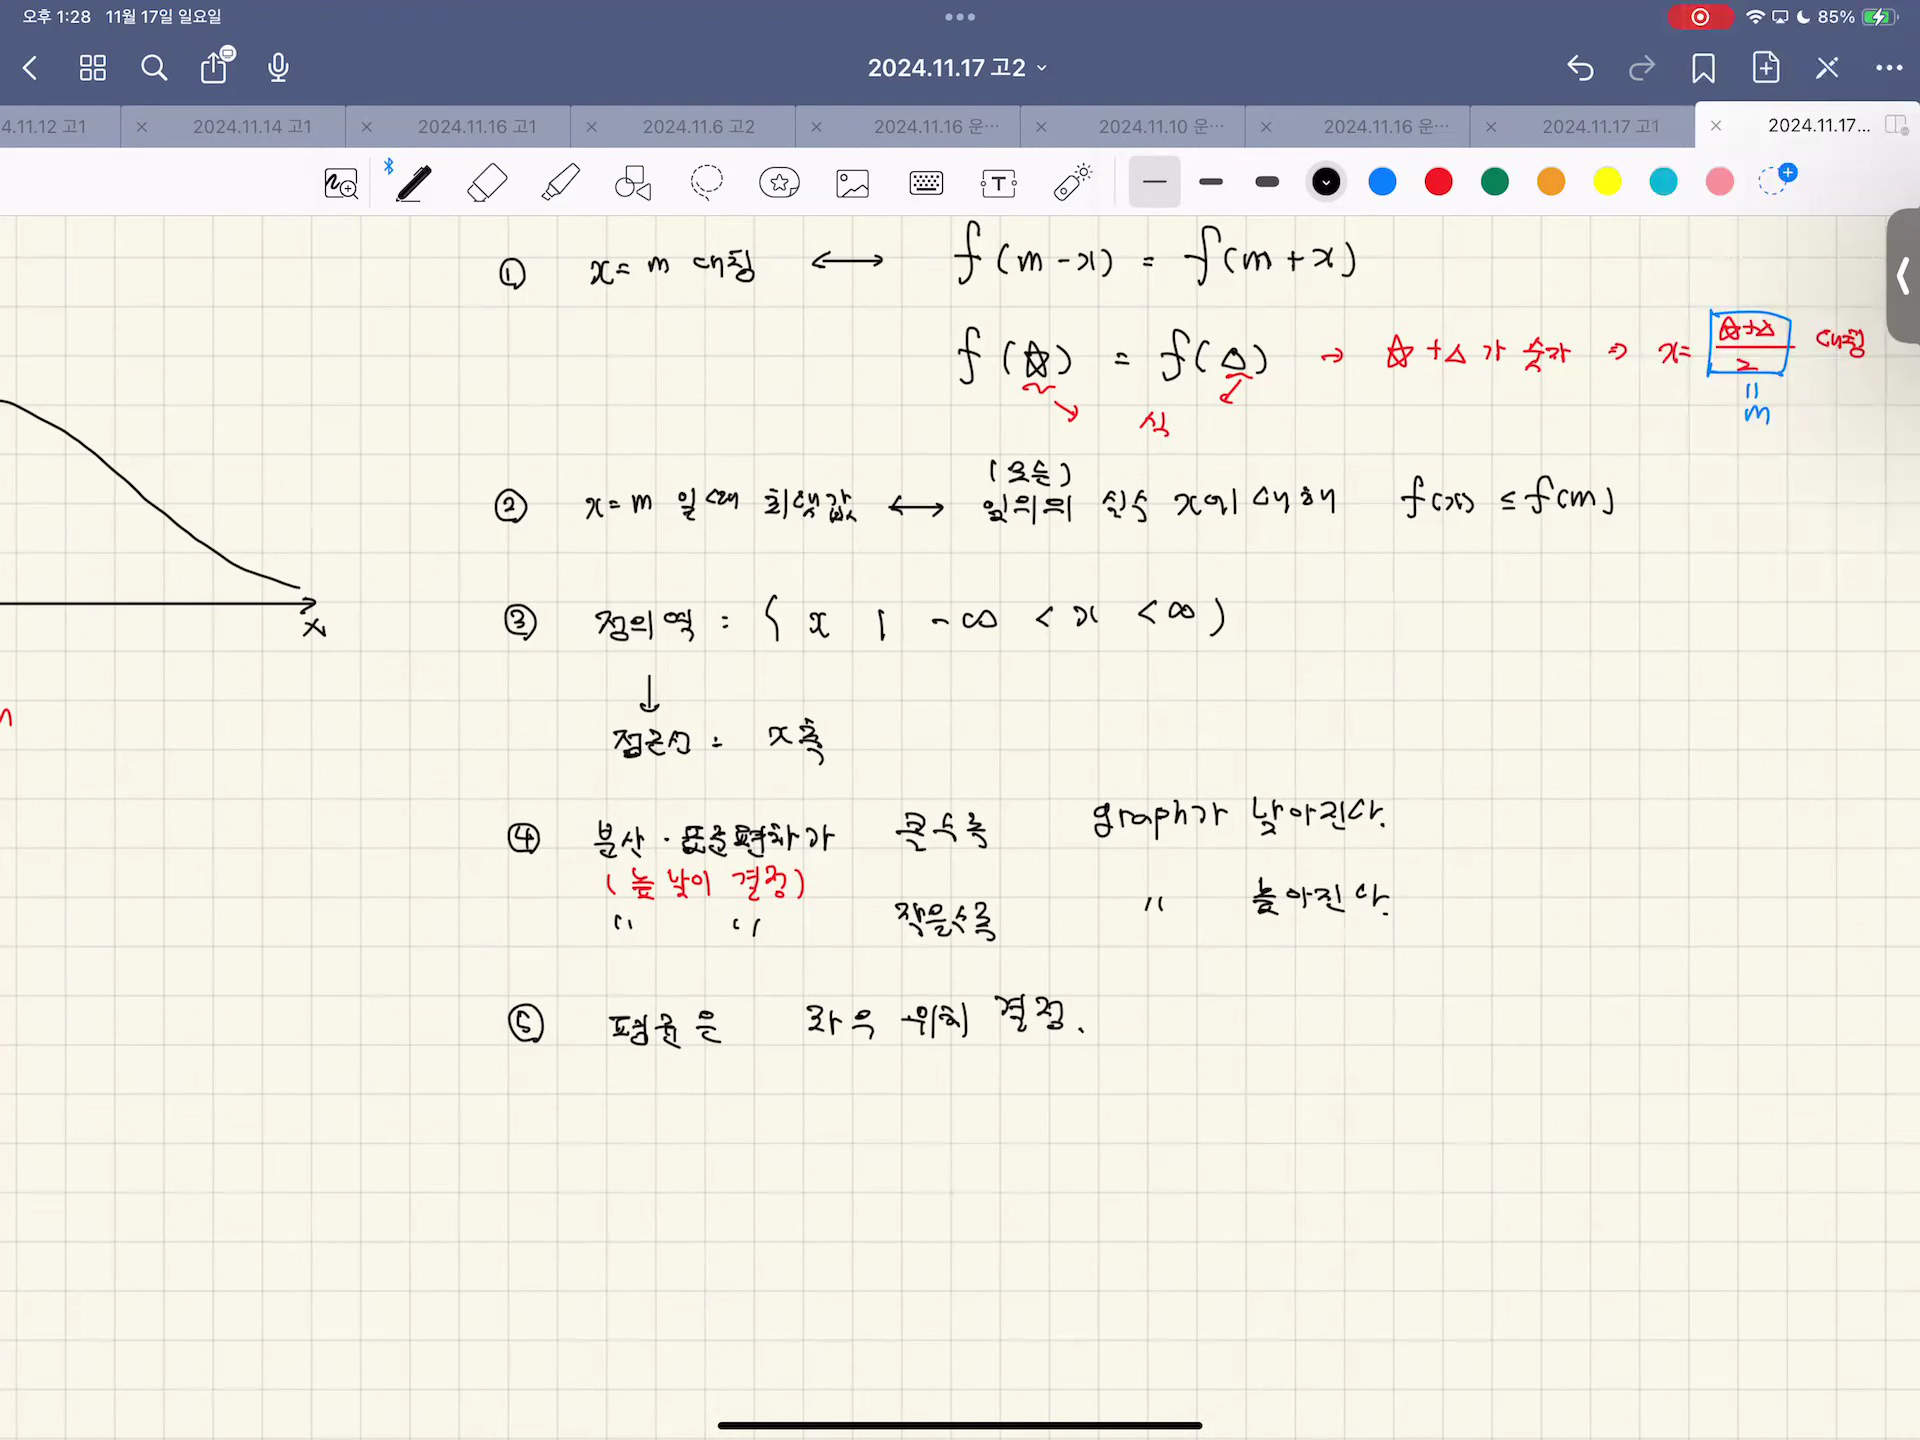 오후 1:28 11월 17일 일요일
85%
2024.11.17 고2
4.11.12 고1
2024.11.14 고1
2024.11.16 고1
2024.11.6 고2
2024.11.16 운…
2024.11.10 운…
2024.11.16 운…
2024.11.17 고1
2024.11.17...
① x = m 대칭 ↔ f(m-x) = f(m+x)
f(☆) = f(△) → ☆+△가 숫자 ⇒ x = (☆+△)/2 대칭
식
= m
(모든)
② x = m 일때 최댓값 ↔ 임의의 실수 x에 대해 f(x) ≤ f(m)
x
③ 정의역 : { x | -∞ < x < ∞ }
↓
점근선 : x축
④ 분산·표준편차가 클수록 graph가 낮아진다.
(높낮이 결정)
〃 〃 작을수록 〃 높아진다.
⑤ 평균은 좌우 위치 결정.